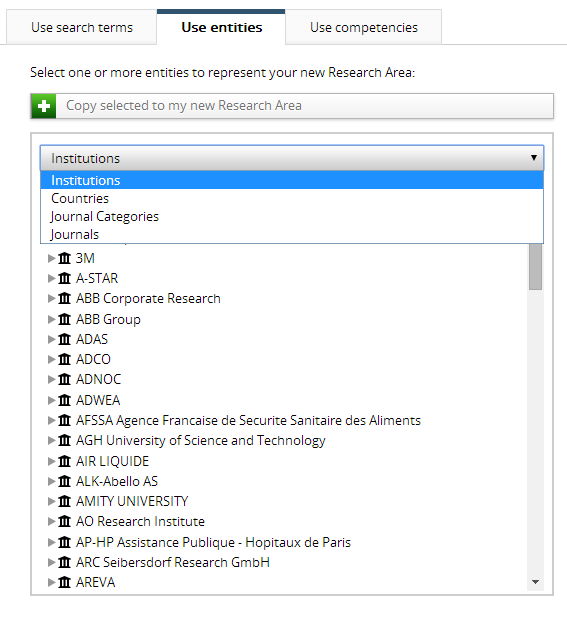 Use search terms
Use entities
Use competencies
Select one or more entities to represent your new Research Area:
Copy selected to my new Research Area
Institutions
Institutions
Countries
Journal Categories
Journals
3M
A-STAR
ABB Corporate Research
ABB Group
ADAS
ADCO
ADNOC
ADWEA
AFSSA Agence Francaise de Securite Sanitaire des Aliments
AGH University of Science and Technology
AIR LIQUIDE
ALK-Abello AS
AMITY UNIVERSITY
AO Research Institute
AP-HP Assistance Publique - Hopitaux de Paris
ARC Seibersdorf Research GmbH
AREVA